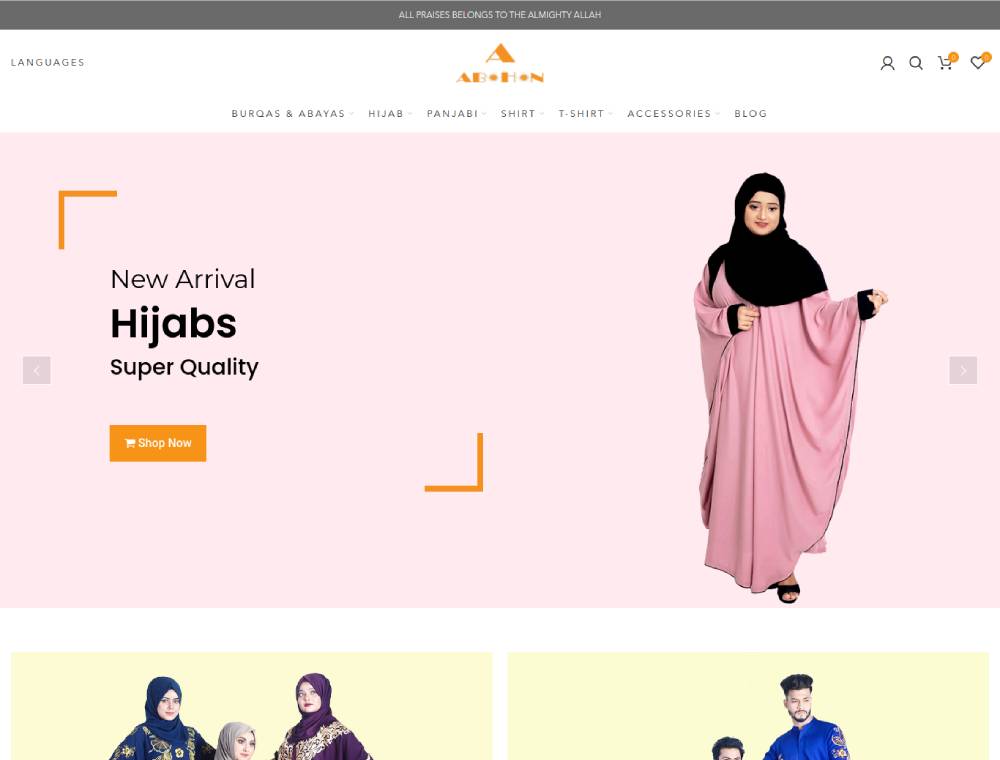 ALL PRAISES BELONGS TO THE ALMIGHTY ALLAH
LANGUAGES
A
ABOHON
0
0
BURQAS & ABAYAS HIJAB PANJABI SHIRT T-SHIRT ACCESSORIES BLOG
New Arrival
Hijabs
Super Quality
Shop Now